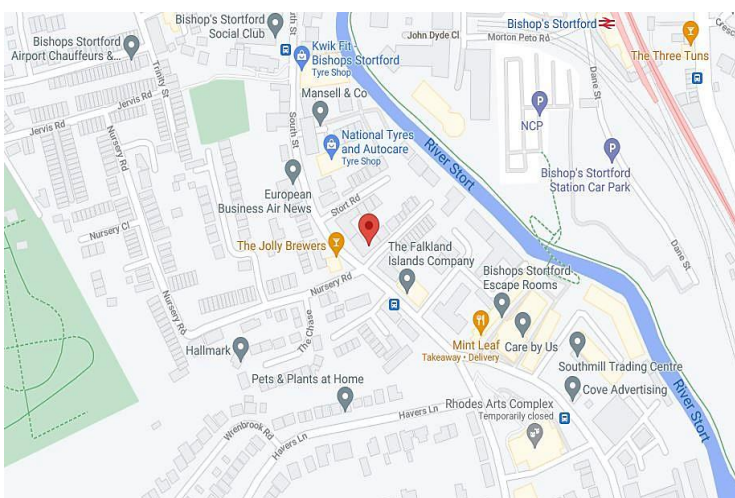 Bishop's Stortford
Social Club
outh St
Bishop's Stortford
Cresc
John Dyde Cl
Morton Peto Rd
Bishops Stortford
Airport Chauffeurs &...
Kwik Fit -
Bishops Stortford
Tyre Shop
The Three Tuns
Trinity St
Dane St
Mansell & Co
Jervis Rd
Jervis Rd
Nursery Rd
South St
National Tyres
and Autocare
Tyre Shop
NCP
River Stort
Bishop's Stortford
Station Car Park
European
Business Air News
Stort Rd
Nursery Cl
The Jolly Brewers
The Falkland
Islands Company
Dane St
Nursery Rd
Bishops Stortford
Escape Rooms
Nursery Rd
The Chase
Hallmark
Mint Leaf
Takeaway • Delivery
Care by Us
Southmill Trading Centre
Pets & Plants at Home
Cove Advertising
River Stort
Rhodes Arts Complex
Temporarily closed
Havers Ln
Wrenbrook Rd
Havers Ln